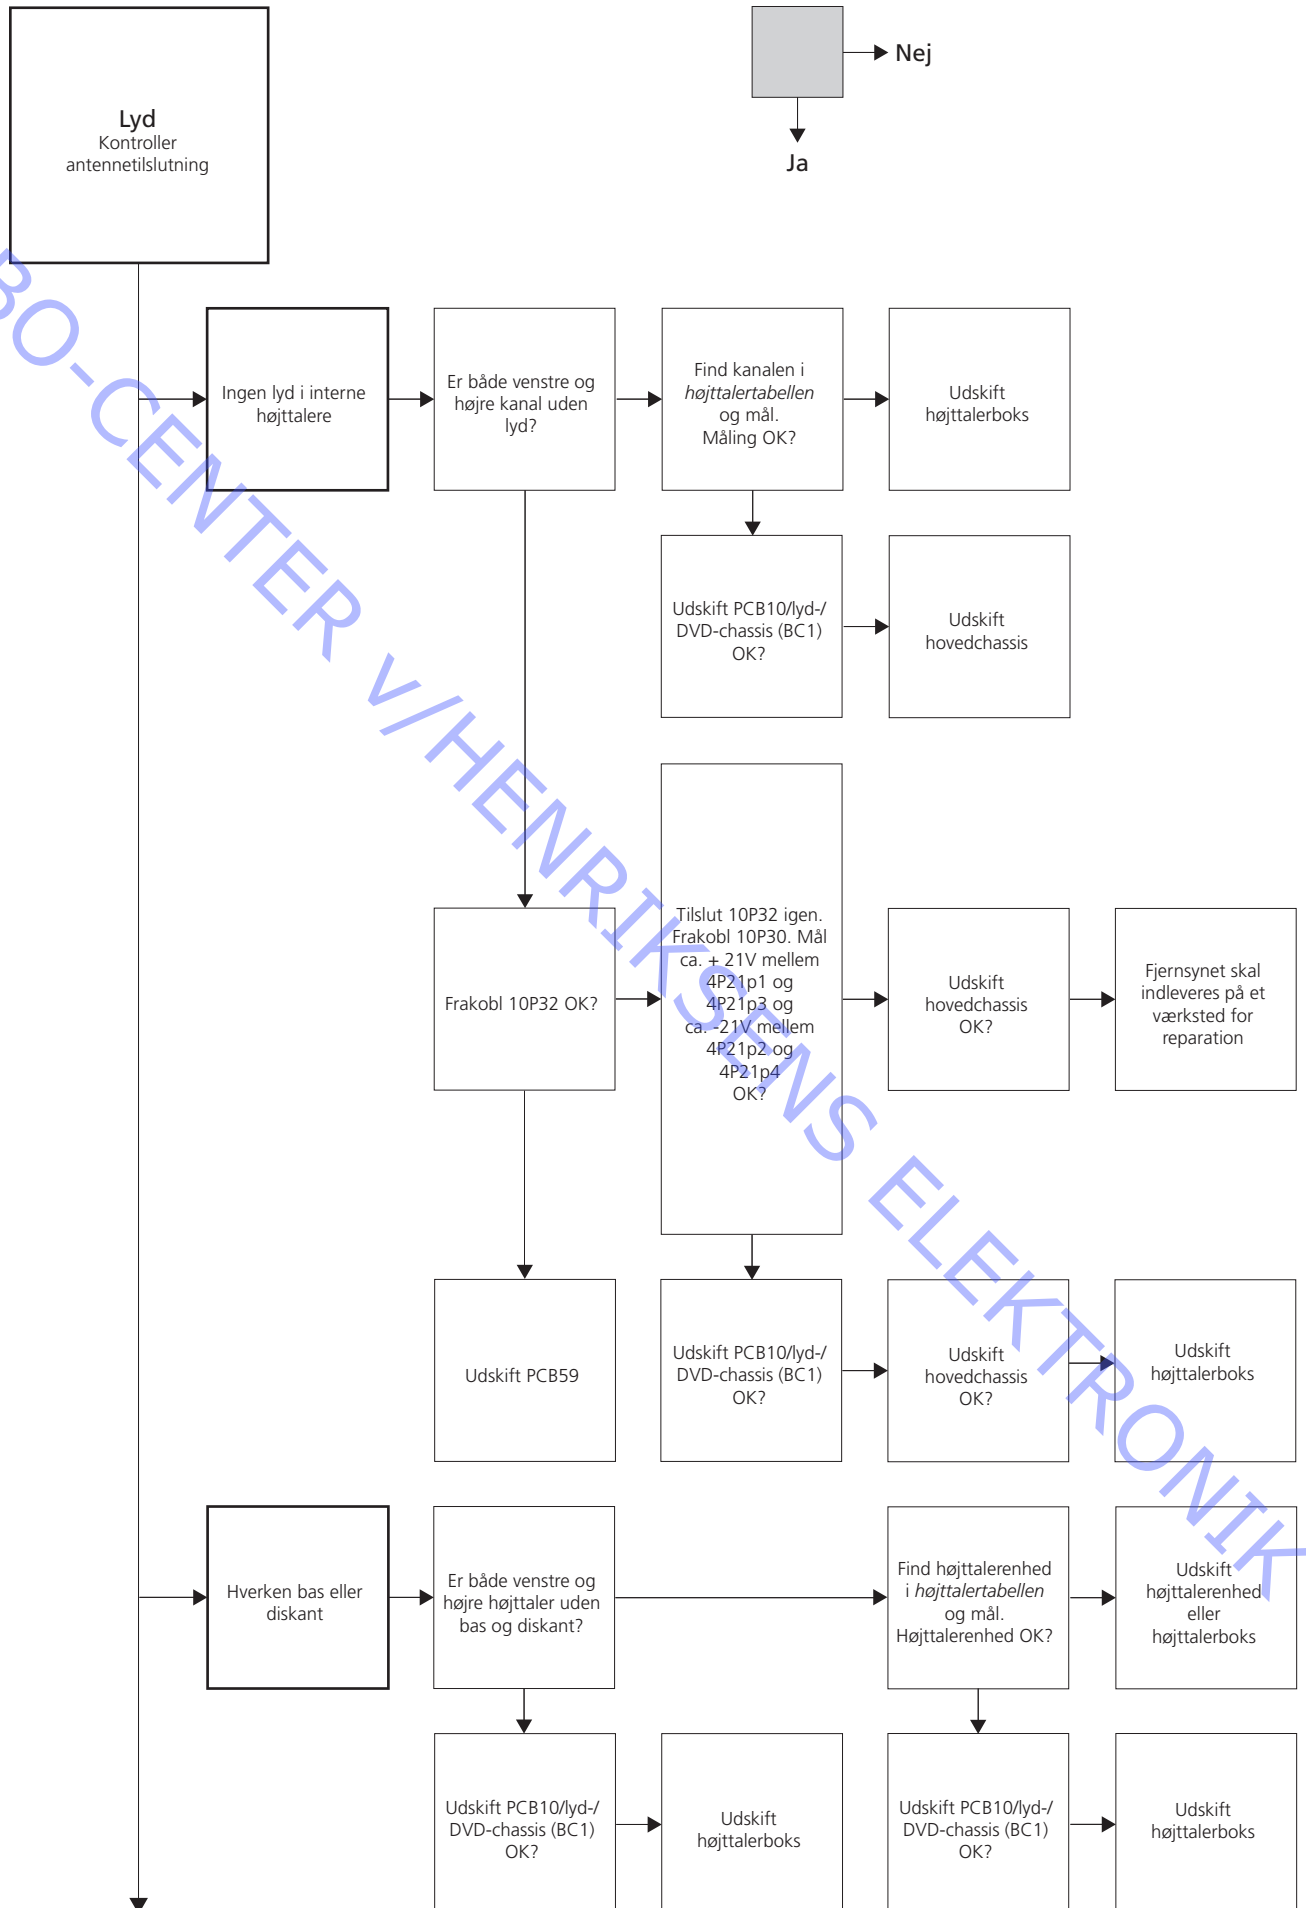 Lyd
Kontroller
antennetilslutning
Nej
Ja
Ingen lyd i interne
højttalere
Er både venstre og
højre kanal uden
lyd?
Find kanalen i
højttalertabellen
og mål.
Måling OK?
Udskift
højttalerboks
Udskift PCB10/lyd-/
DVD-chassis (BC1)
OK?
Udskift
hovedchassis
Frakobl 10P32 OK?
Tilslut 10P32 igen.
Frakobl 10P30. Mål
ca. + 21V mellem
4P21p1 og
4P21p3 og
ca. -21V mellem
4P21p2 og
4P21p4
OK?
Udskift
hovedchassis
OK?
Fjernsynet skal
indleveres på et
værksted for
reparation
Udskift PCB59
Udskift PCB10/lyd-/
DVD-chassis (BC1)
OK?
Udskift
hovedchassis
OK?
Udskift
højttalerboks
Hverken bas eller
diskant
Er både venstre og
højre højttaler uden
bas og diskant?
Find højttalerenhed
i højttalertabellen
og mål.
Højttalerenhed OK?
Udskift
højttalerenhed
eller
højttalerboks
Udskift PCB10/lyd-/
DVD-chassis (BC1)
OK?
Udskift
højttalerboks
Udskift PCB10/lyd-/
DVD-chassis (BC1)
OK?
Udskift
højttalerboks
BO-CENTER v/HENRIKSENS ELEKTRONIK